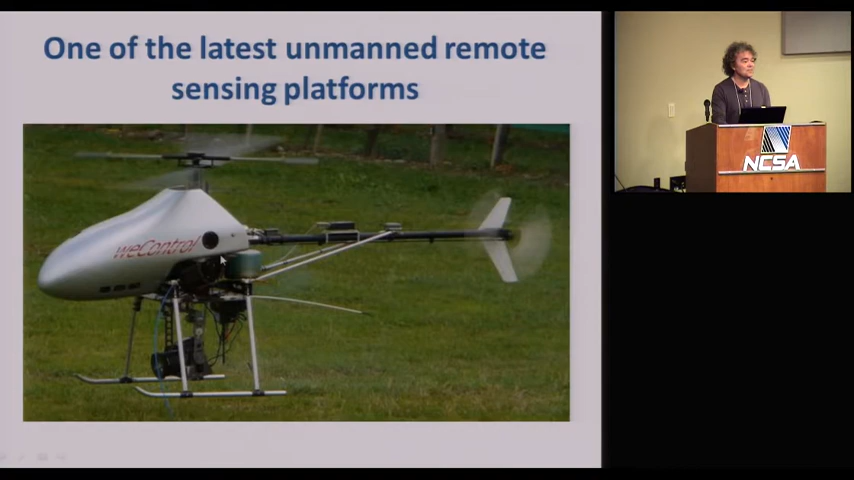 One of the latest unmanned remote
sensing platforms
weControl
NCSA